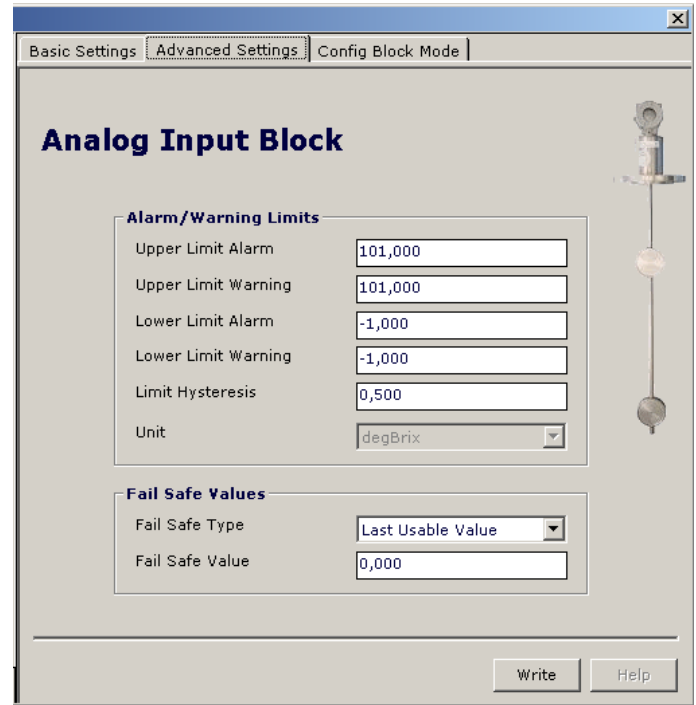 Basic Settings Advanced Settings Config Block Mode
Analog Input Block
Alarm/Warning Limits
Upper Limit Alarm 101,000
Upper Limit Warning 101,000
Lower Limit Alarm -1,000
Lower Limit Warning -1,000
Limit Hysteresis 0,500
Unit degBrix
Fail Safe Values
Fail Safe Type Last Usable Value
Fail Safe Value 0,000
Write Help